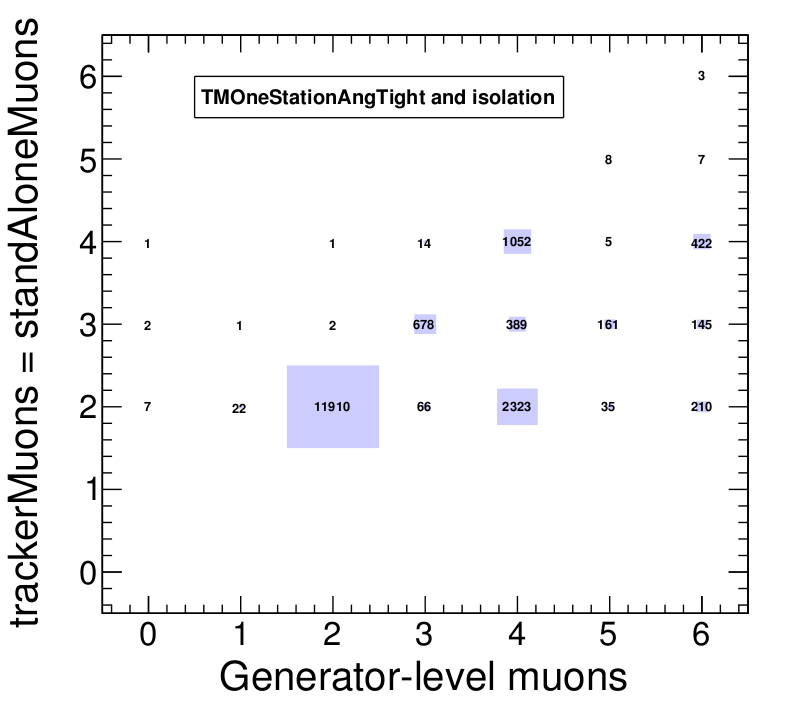 trackerMuons = standAloneMuons
TMOneStationAngTight and isolation
6 3
5 8 7
4 1 1 14 1052 5 422
3 2 1 2 678 389 161 145
2 7 22 11910 66 2323 35 210
1
0
0 1 2 3 4 5 6
Generator-level muons